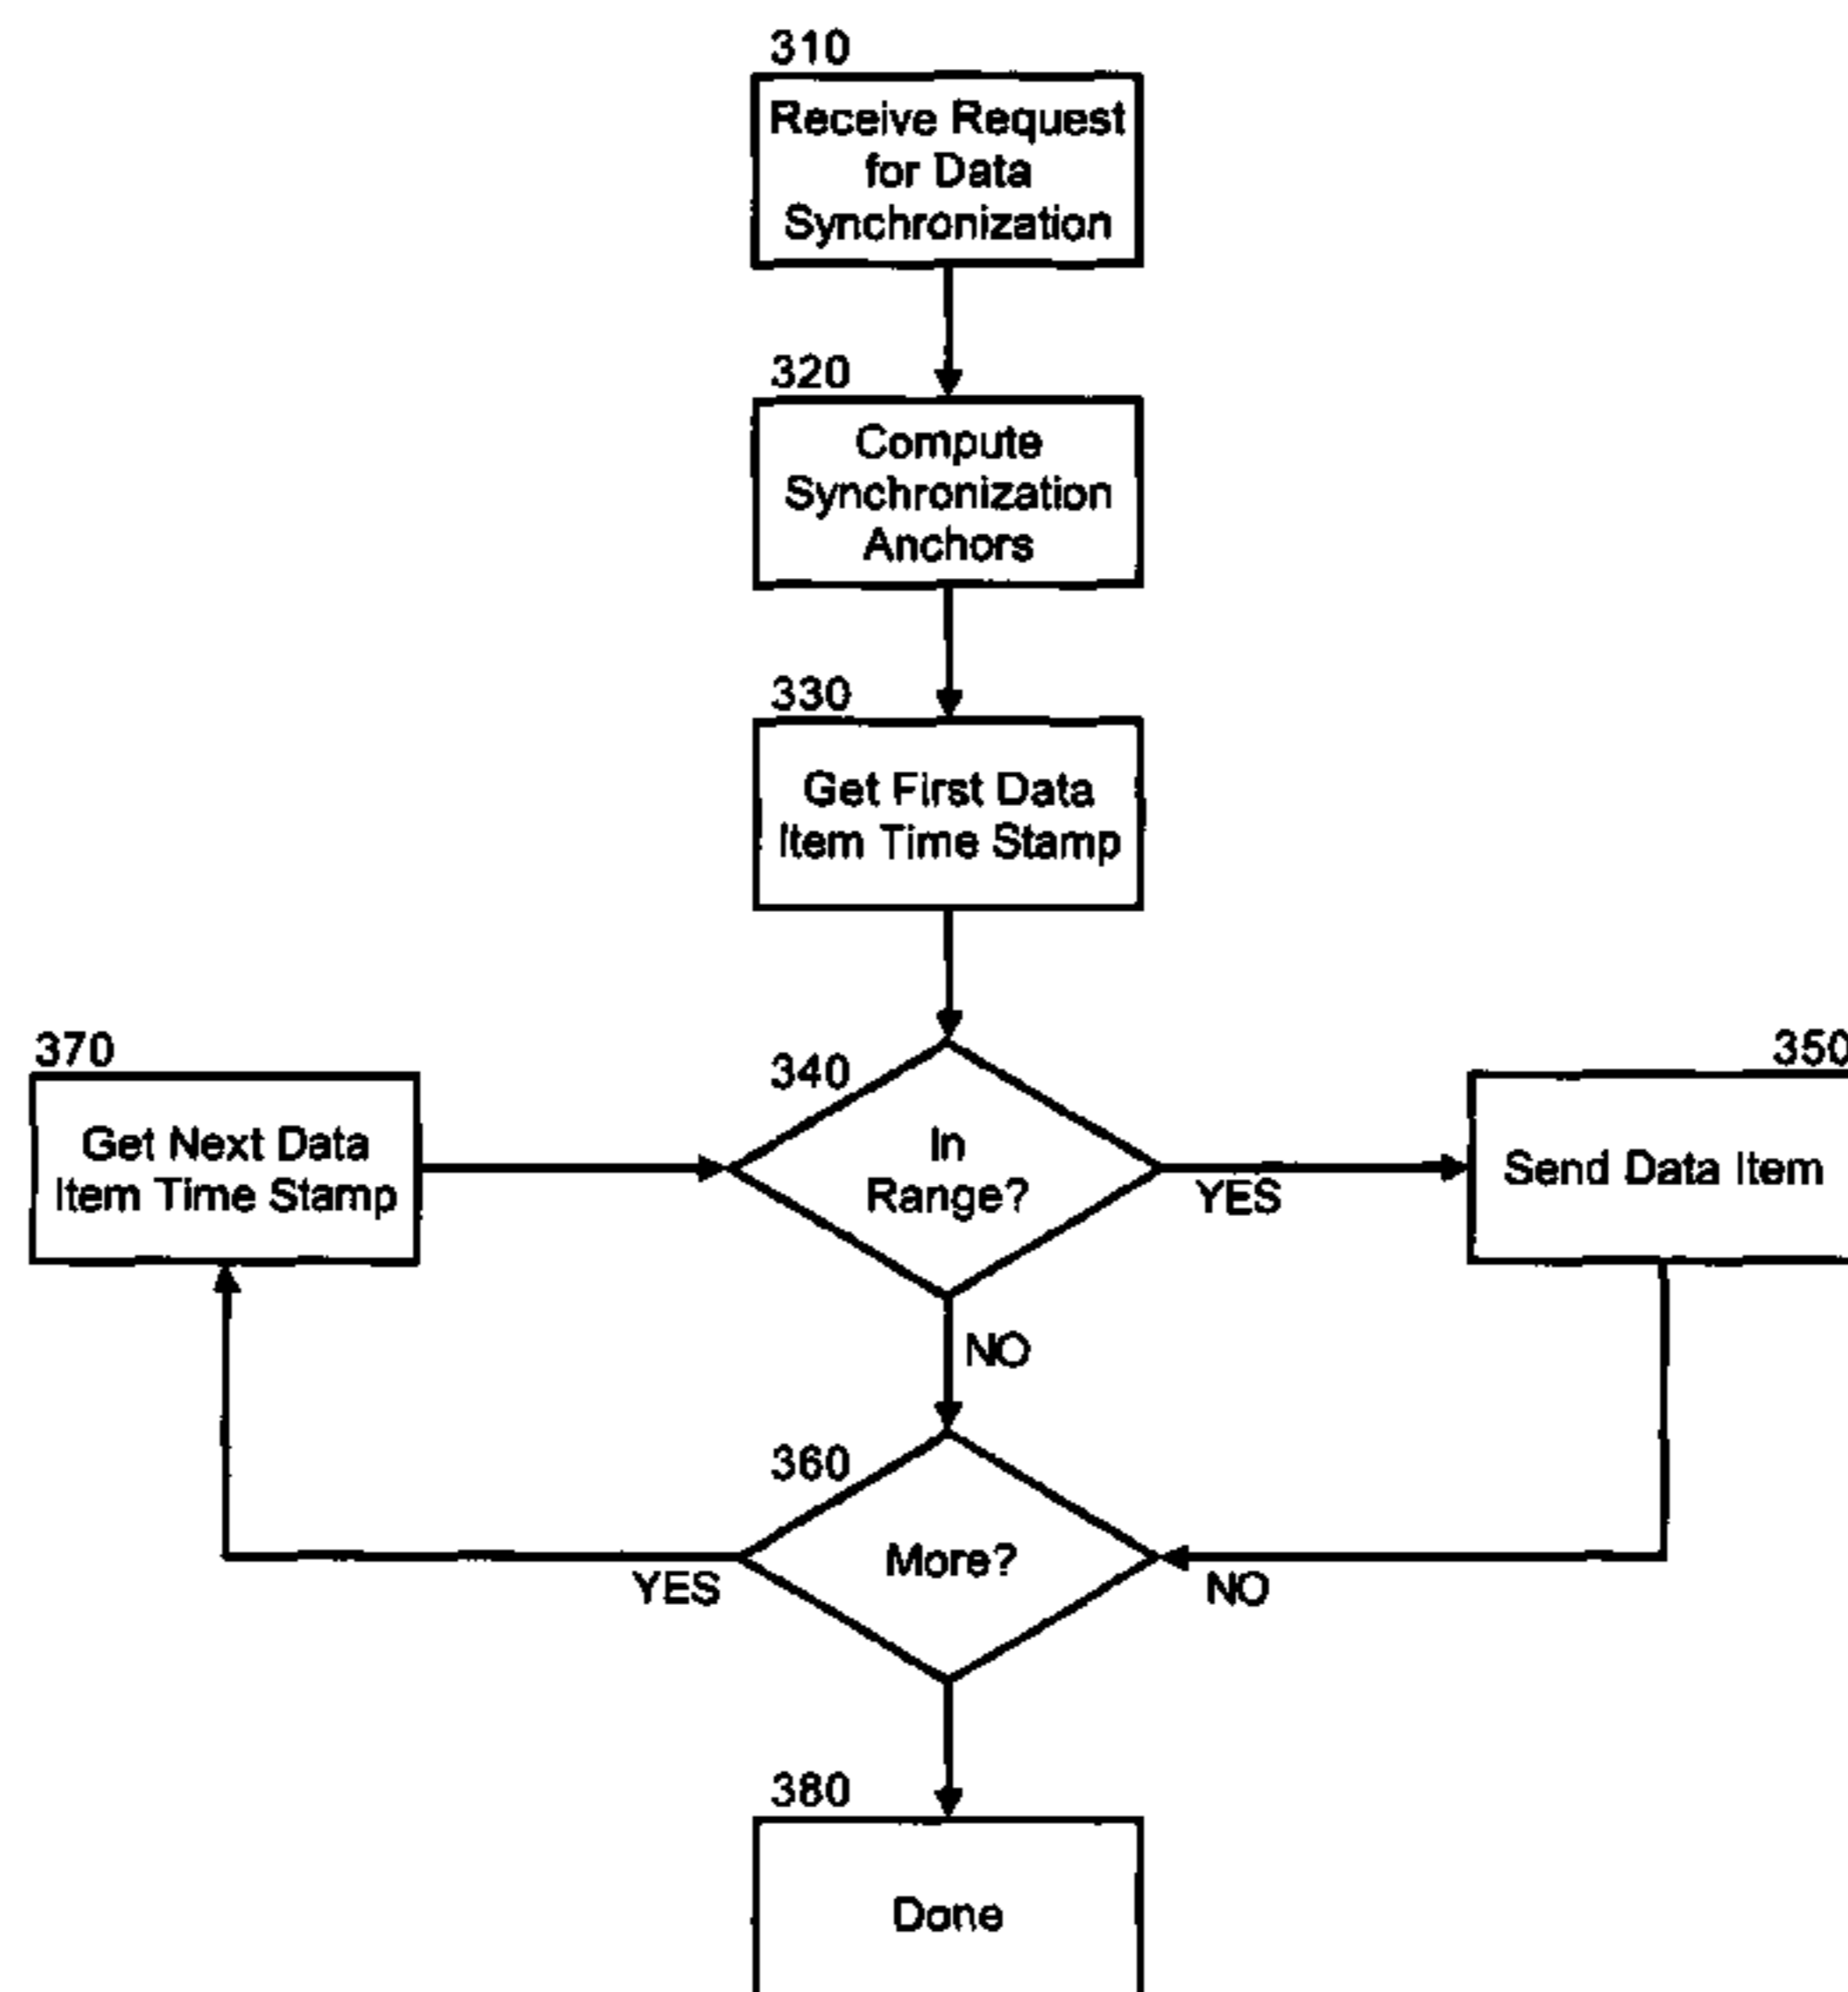 310
Receive Request
for Data
Synchronization
320
Compute
Synchronization
Anchors
330
Get First Data
Item Time Stamp
370
Get Next Data
Item Time Stamp
340
In
Range?
YES
350
Send Data Item
NO
360
More?
YES
NO
380
Done